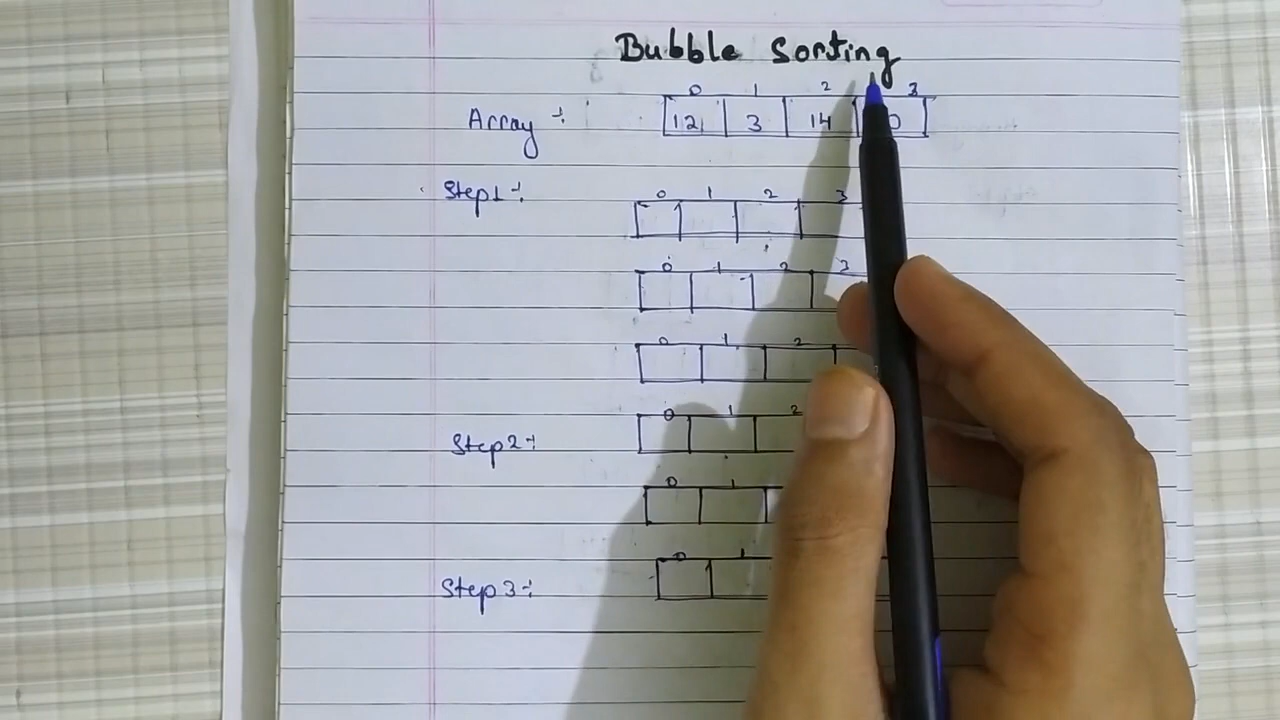 Bubble Sorting
0 1 2 3
Array :- 12 3 14
Step1 :-
0 1 2 3
0 1 2 3
0 1 2
Step2 :-
0 1 2
0 1
Step3 :-
0 1